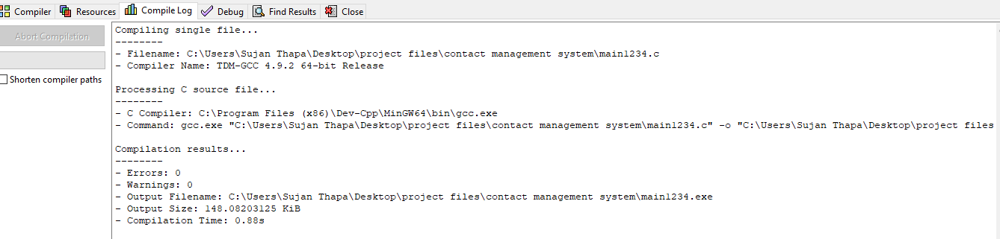 Compiler Resources Compile Log Debug Find Results Close
Abort Compilation
Shorten compiler paths
Compiling single file...
--------
- Filename: C:\Users\Sujan Thapa\Desktop\project files\contact management system\main1234.c
- Compiler Name: TDM-GCC 4.9.2 64-bit Release
Processing C source file...
--------
- C Compiler: C:\Program Files (x86)\Dev-Cpp\MinGW64\bin\gcc.exe
- Command: gcc.exe "C:\Users\Sujan Thapa\Desktop\project files\contact management system\main1234.c" -o "C:\Users\Sujan Thapa\Desktop\project files
Compilation results...
--------
- Errors: 0
- Warnings: 0
- Output Filename: C:\Users\Sujan Thapa\Desktop\project files\contact management system\main1234.exe
- Output Size: 148.08203125 KiB
- Compilation Time: 0.88s